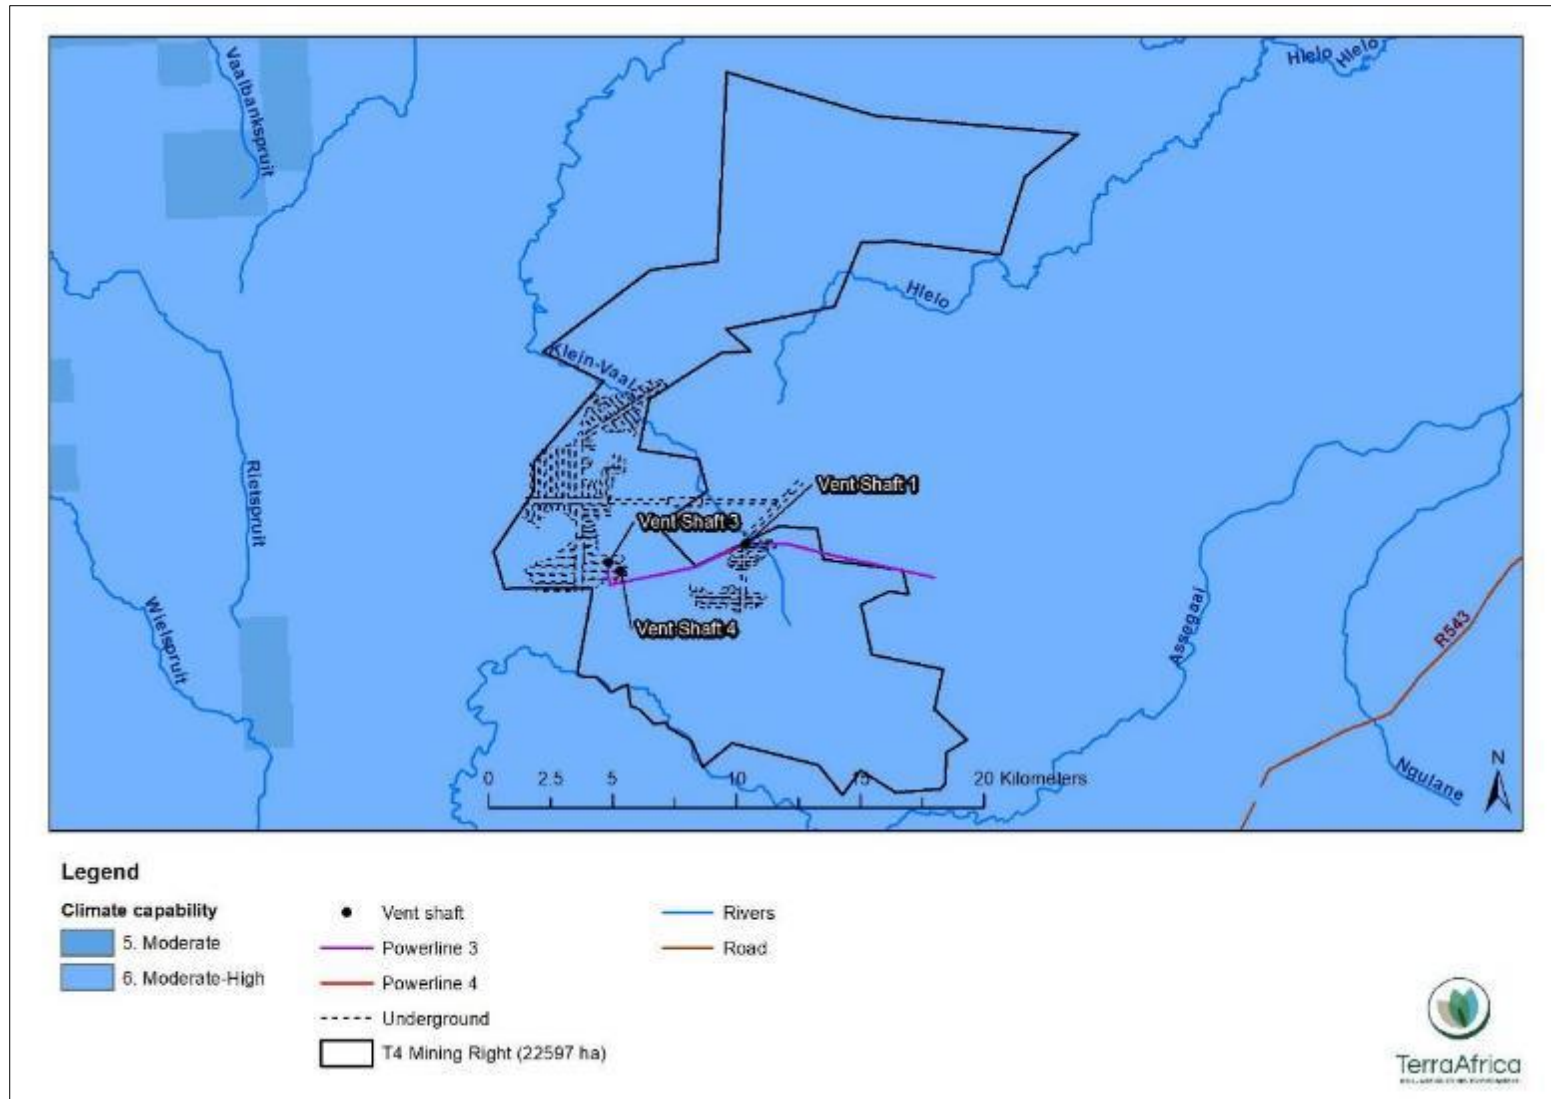 Hlelo
Hlelo
Vaalbankspruit
Hlelo
Klein-Vaal
Vent Shaft 1
Rietspruit
Vent Shaft 3
Vent Shaft 4
Wielspruit
Assegaai
R543
Ngulane
N
0 2.5 5 10 15 20 Kilometers
Legend
Climate capability
5. Moderate
6. Moderate-High
Vent shaft
Powerline 3
Powerline 4
Underground
T4 Mining Right (22597 ha)
Rivers
Road
TerraAfrica